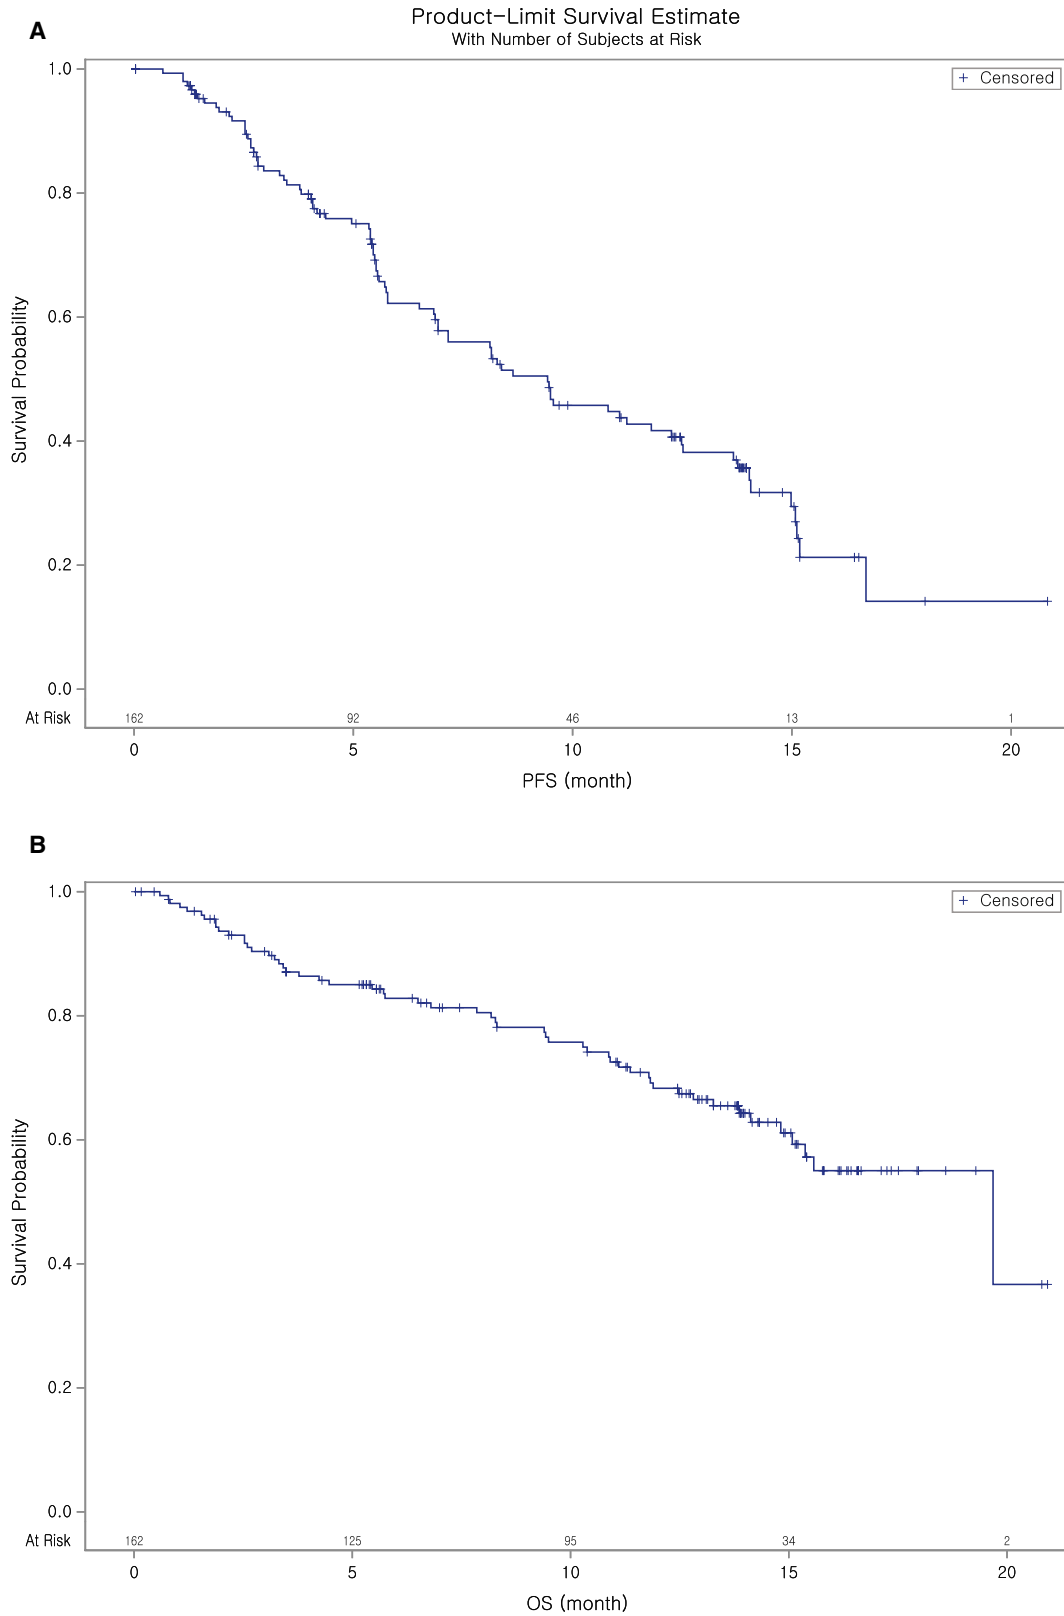 A
Product-Limit Survival Estimate
With Number of Subjects at Risk
+ Censored
1.0
0.8
0.6
0.4
0.2
0.0
Survival Probability
At Risk 162 92 46 13 1
0 5 10 15 20
PFS (month)
B
+ Censored
1.0
0.8
0.6
0.4
0.2
0.0
Survival Probability
At Risk 162 125 95 34 2
0 5 10 15 20
OS (month)